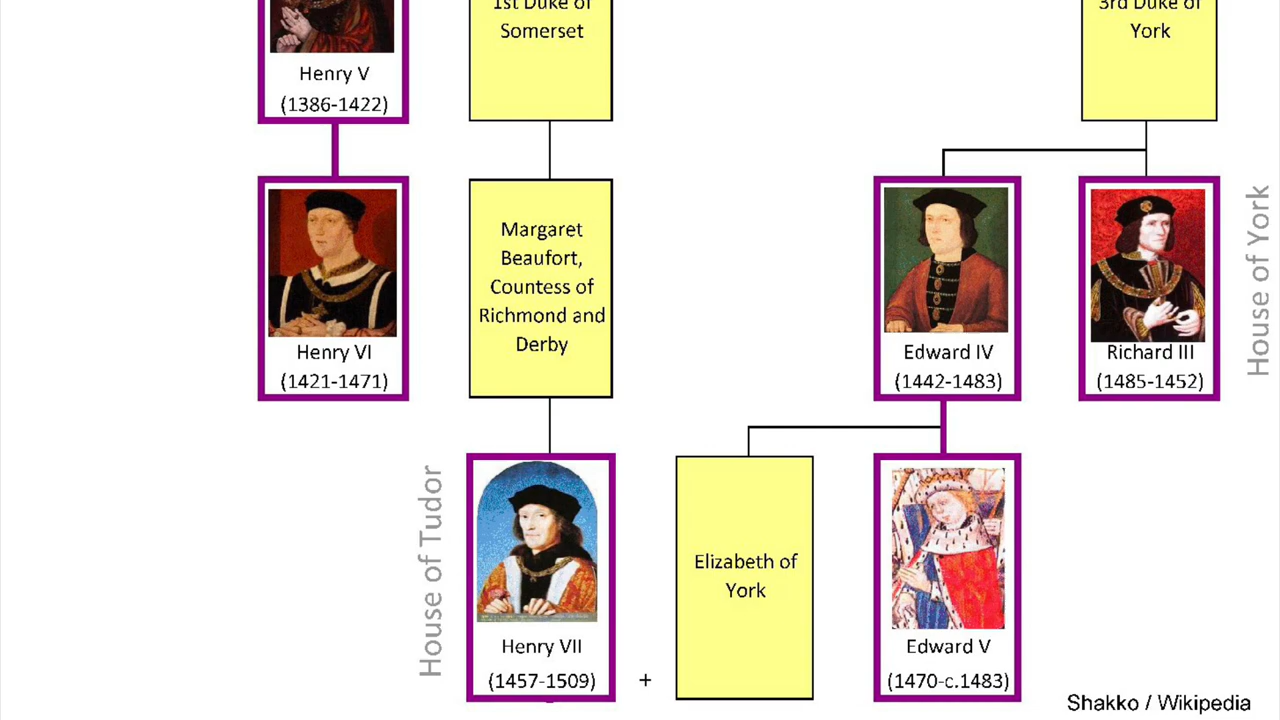 1st Duke of
Somerset
3rd Duke of
York
Henry V
(1386-1422)
Margaret
Beaufort,
Countess of
Richmond and
Derby
Henry VI
(1421-1471)
Edward IV
(1442-1483)
Richard III
(1485-1452)
House of York
House of Tudor
Henry VII
(1457-1509)
+
Elizabeth of
York
Edward V
(1470-c.1483)
Shakko / Wikipedia